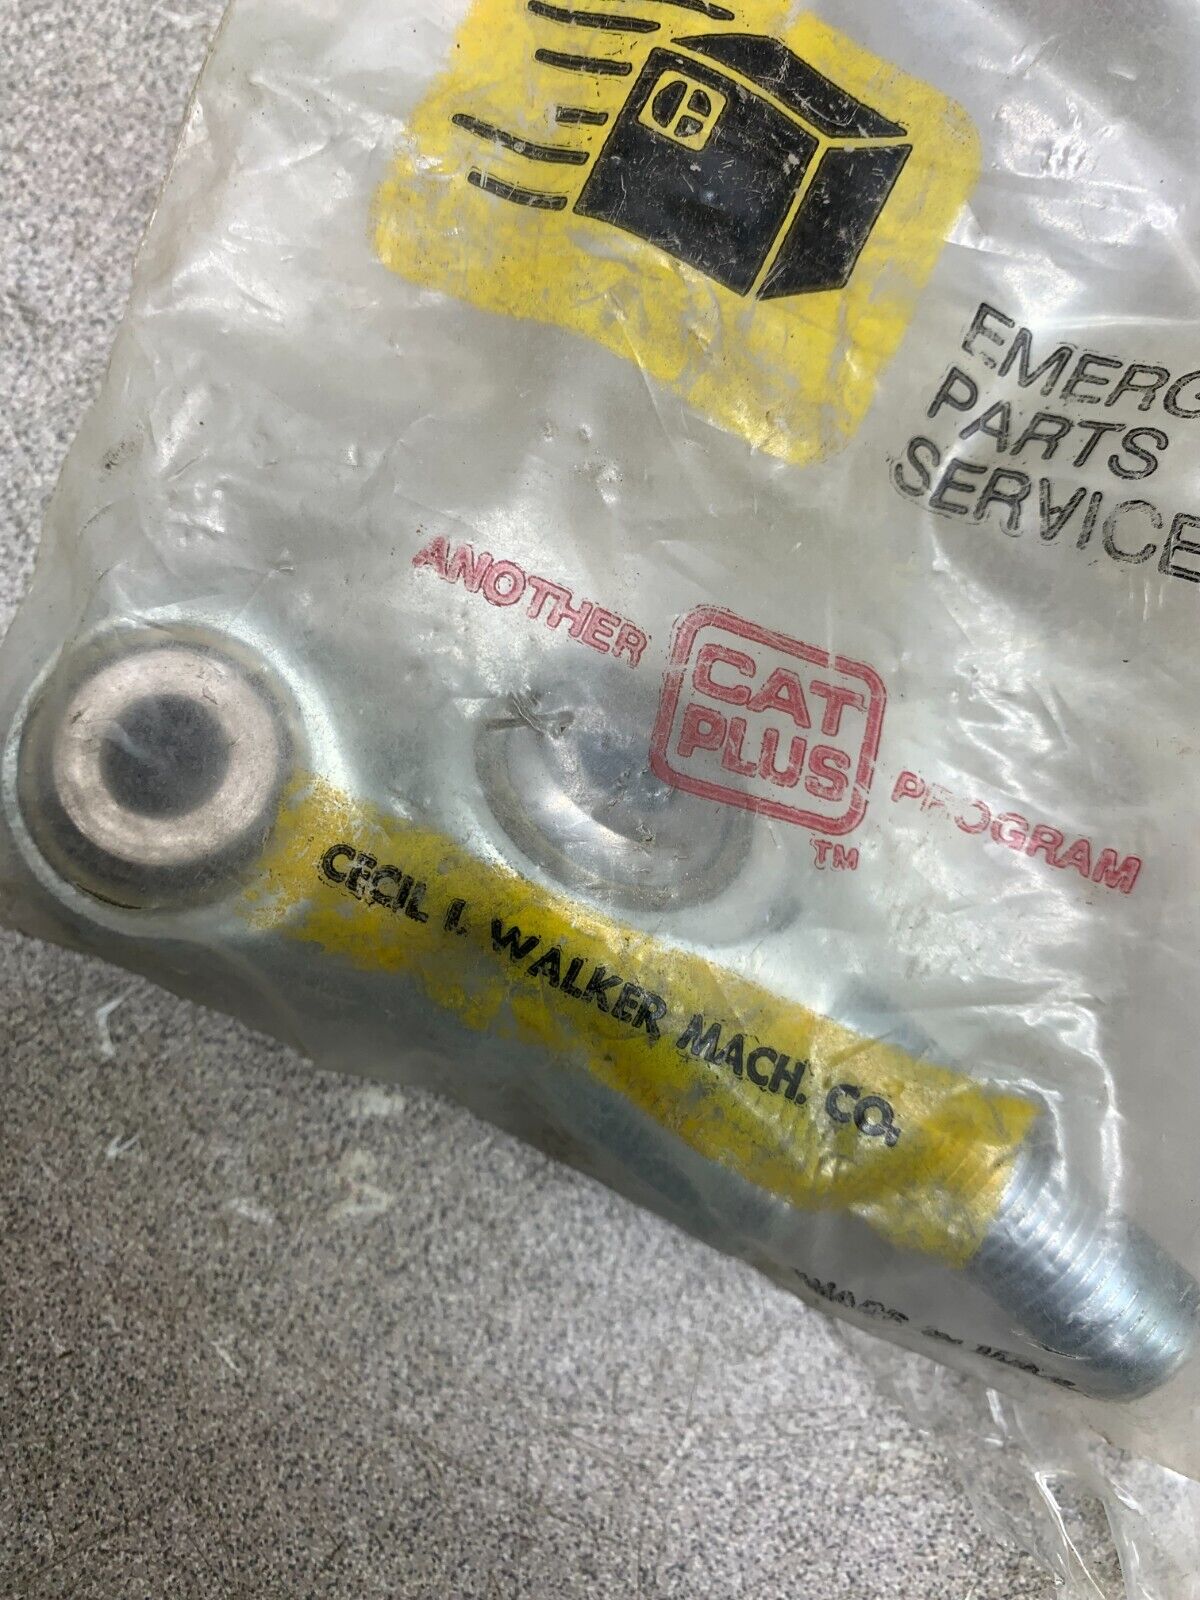 EMERG
PARTS
SERVICE
ANOTHER CAT PLUS PROGRAM
TM
CECIL I. WALKER MACH. CO.